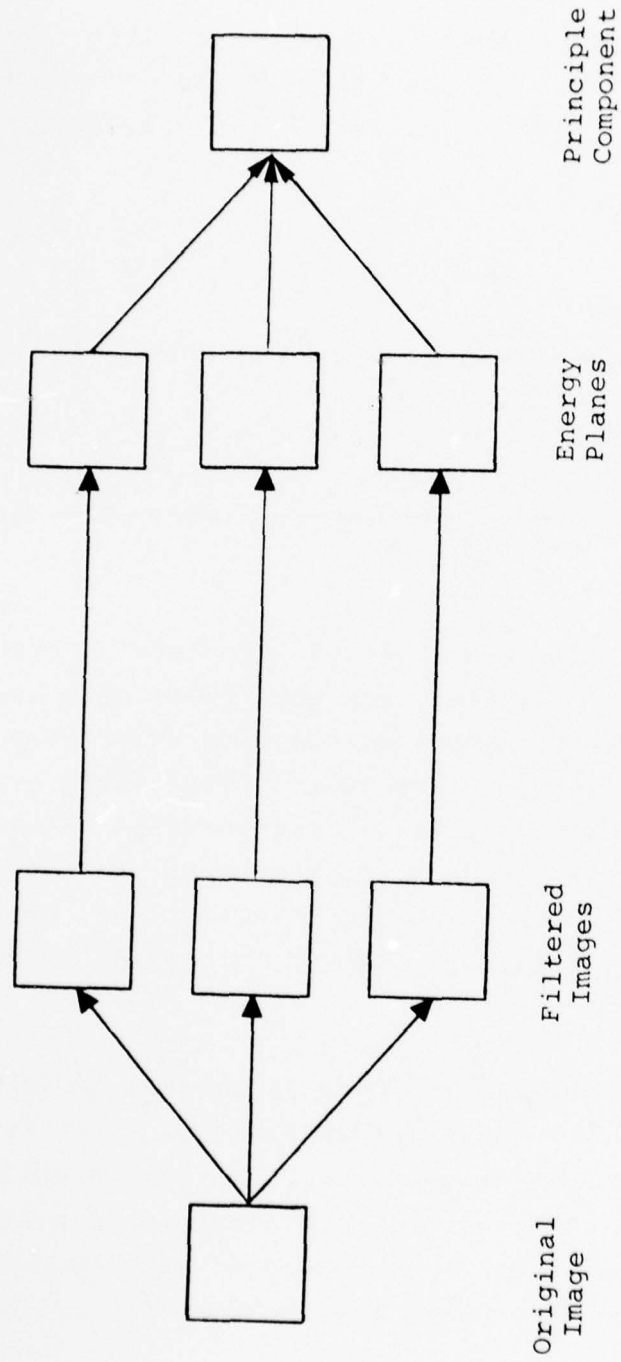 Original
Image
Filtered
Images
Energy
Planes
Principle
Component